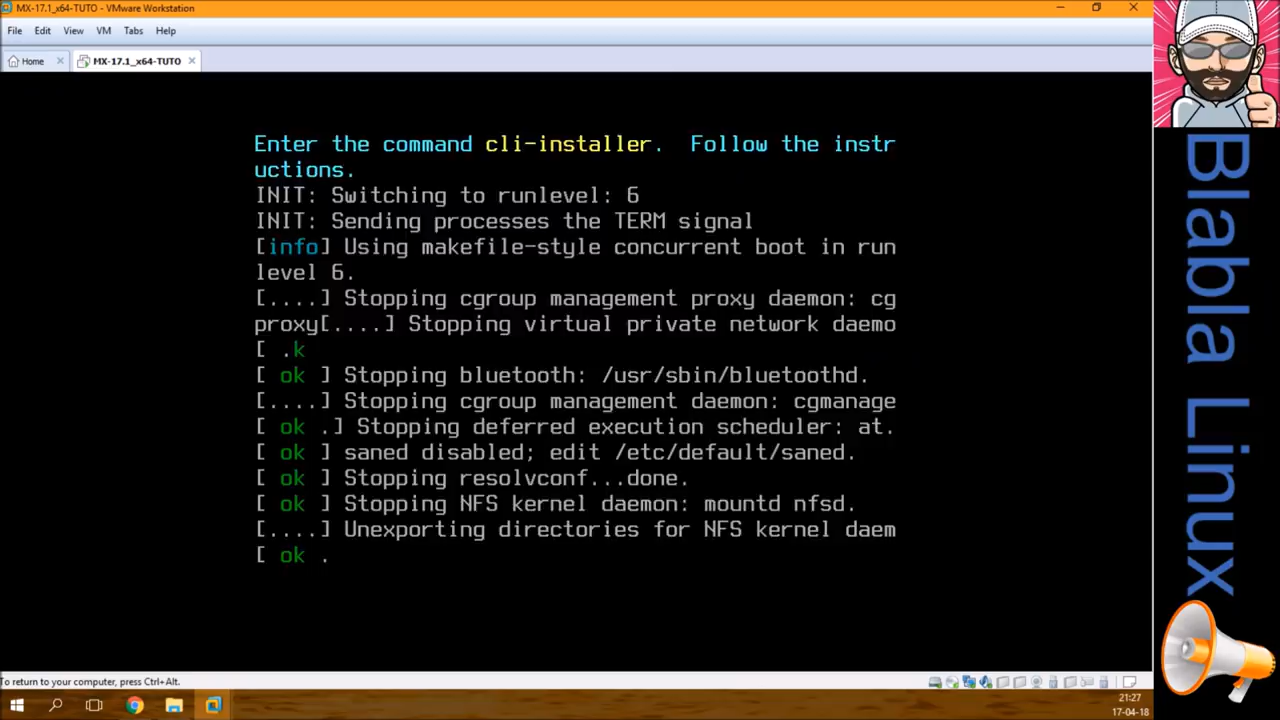 MX-17.1_x64-TUTO - VMware Workstation
File Edit View VM Tabs Help
Home MX-17.1_x64-TUTO
Enter the command cli-installer. Follow the instr
uctions.
INIT: Switching to runlevel: 6
INIT: Sending processes the TERM signal
[info] Using makefile-style concurrent boot in run
level 6.
[....] Stopping cgroup management proxy daemon: cg
proxy[....] Stopping virtual private network daemo
[ .k
[ ok ] Stopping bluetooth: /usr/sbin/bluetoothd.
[....] Stopping cgroup management daemon: cgmanage
[ ok .] Stopping deferred execution scheduler: at.
[ ok ] saned disabled; edit /etc/default/saned.
[ ok ] Stopping resolvconf...done.
[ ok ] Stopping NFS kernel daemon: mountd nfsd.
[....] Unexporting directories for NFS kernel daem
[ ok .
To return to your computer, press Ctrl+Alt.
21:27
17-04-18
Blabla Linux